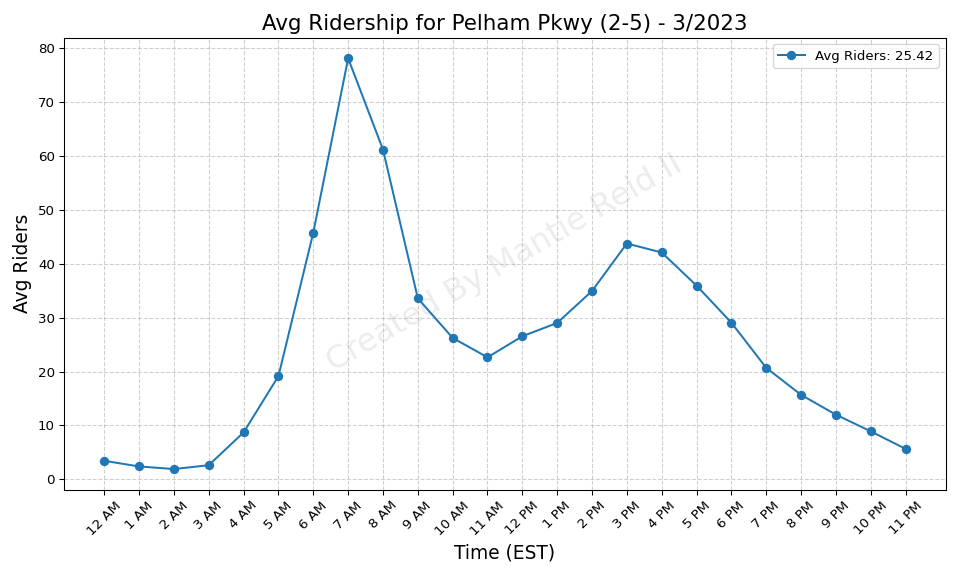 Avg Ridership for Pelham Pkwy (2-5) - 3/2023
Avg Riders: 25.42
80
70
60
50
40
30
20
10
0
Avg Riders
Created By Mantle Reid II
12 AM
1 AM
2 AM
3 AM
4 AM
5 AM
6 AM
7 AM
8 AM
9 AM
10 AM
11 AM
12 PM
1 PM
2 PM
3 PM
4 PM
5 PM
6 PM
7 PM
8 PM
9 PM
10 PM
11 PM
Time (EST)